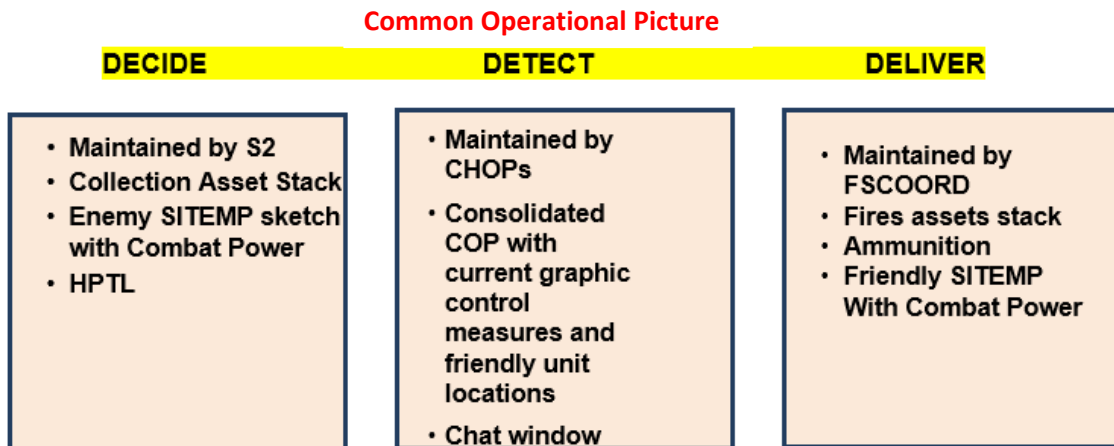 Common Operational Picture
DECIDE DETECT DELIVER
• Maintained by S2
• Collection Asset Stack
• Enemy SITEMP sketch
with Combat Power
• HPTL
• Maintained by
CHOPs
• Consolidated
COP with
current graphic
control
measures and
friendly unit
locations
• Chat window
• Maintained by
FSCOORD
• Fires assets stack
• Ammunition
• Friendly SITEMP
With Combat Power